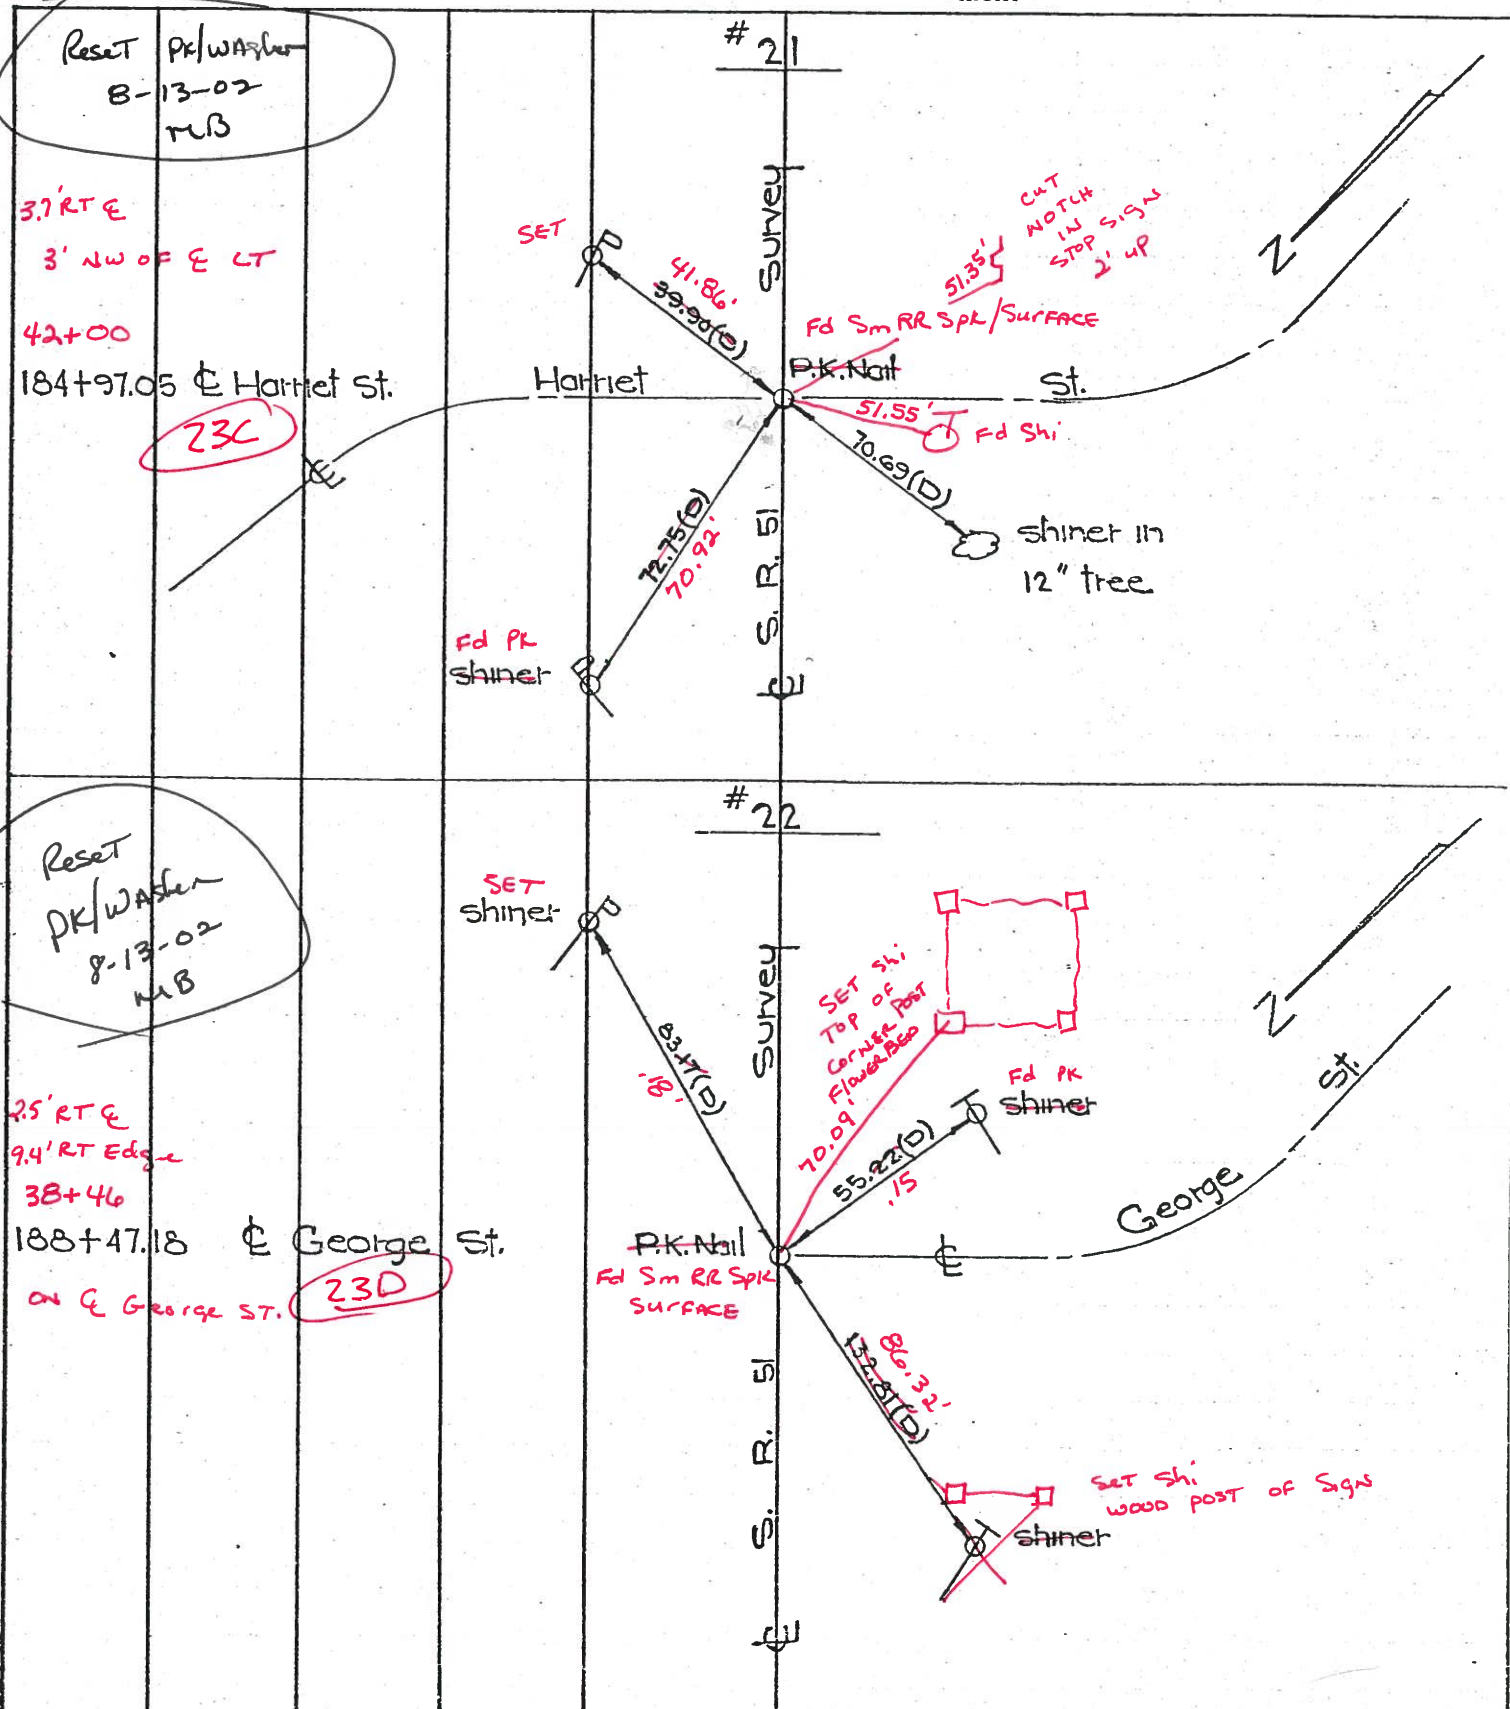 Reset PK/Washer
8-13-02
MB
# 21
3.7' RT ℄
3' NW OF ℄ LT
42+00
184+97.05 ℄ Harriet St.
23C
SET
P
41.86'
39.90(D)
Survey
51.35'
CUT
NOTCH
IN
STOP SIGN
2' UP
N
Fd Sm RR Spk/SURFACE
P.K. Nail
Harriet
St.
℄
51.55'
T
Fd Shi
70.69(D)
shiner in
12" tree
72.75(D)
70.92'
S. R. 51
Fd PK
shiner
P
℄
# 22
Reset
PK/Washer
8-13-02
MB
SET
shiner
P
Survey
SET Shi
TOP OF
CORNER POST
FlowerBED
70.09'
N
83.17(D)
.18'
Fd PK
shiner
T
55.22(D)
.15
2.5' RT ℄
9.4' RT Edge
38+46
188+47.18 ℄ George St.
ON ℄ George ST.
23D
P.K. Nail
Fd Sm RR Spk
SURFACE
℄
George St.
86.32'
132.81(D)
S. R. 51
SET Shi
WOOD POST OF SIGN
T
shiner
℄